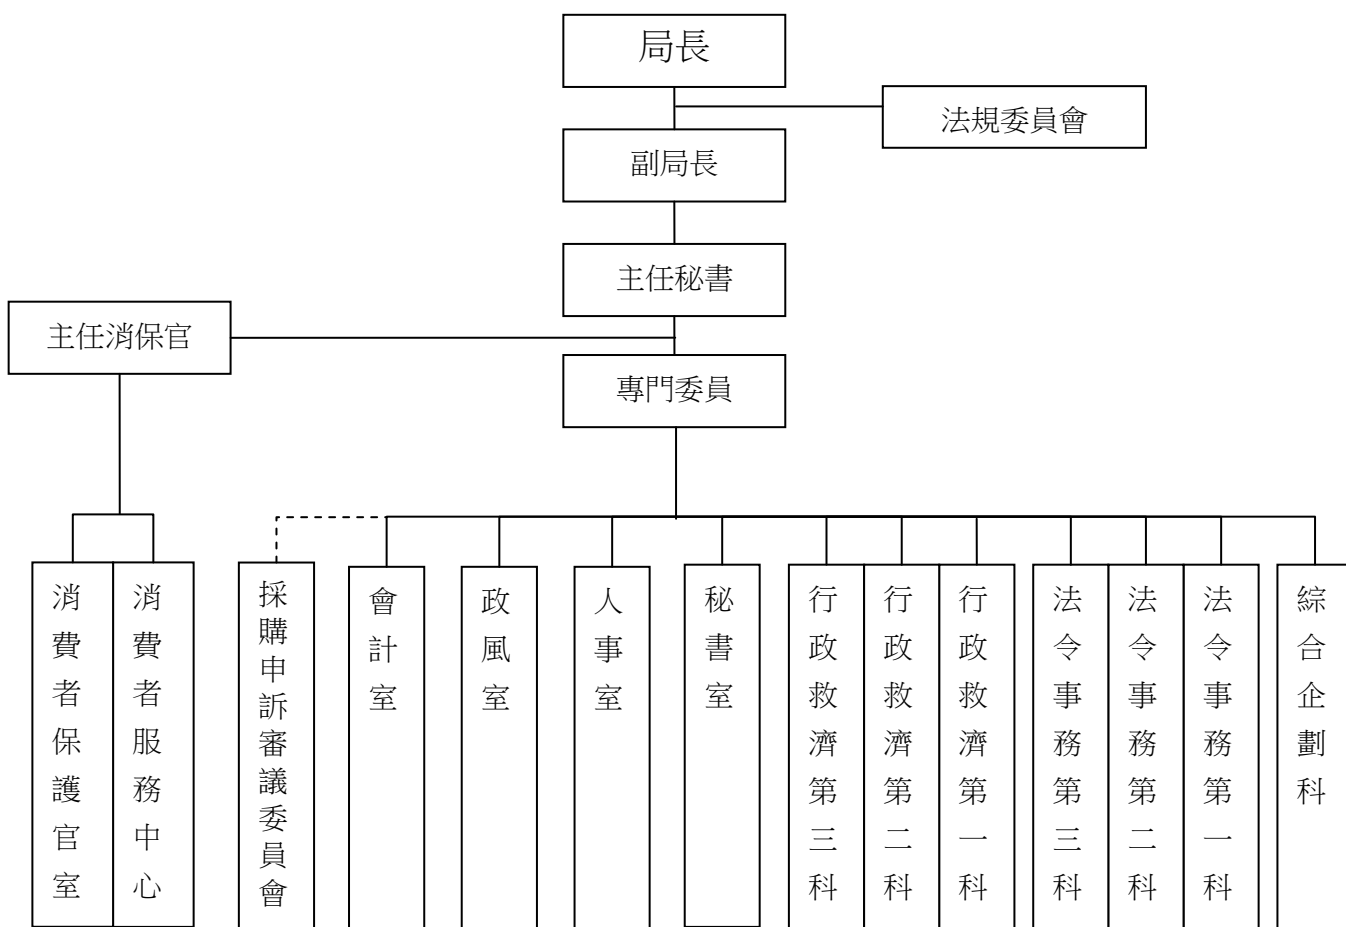 局長
法規委員會
副局長
主任秘書
主任消保官
專門委員
消費者保護官室
消費者服務中心
採購申訴審議委員會
會計室
政風室
人事室
秘書室
行政救濟第三科
行政救濟第二科
行政救濟第一科
法令事務第三科
法令事務第二科
法令事務第一科
綜合企劃科